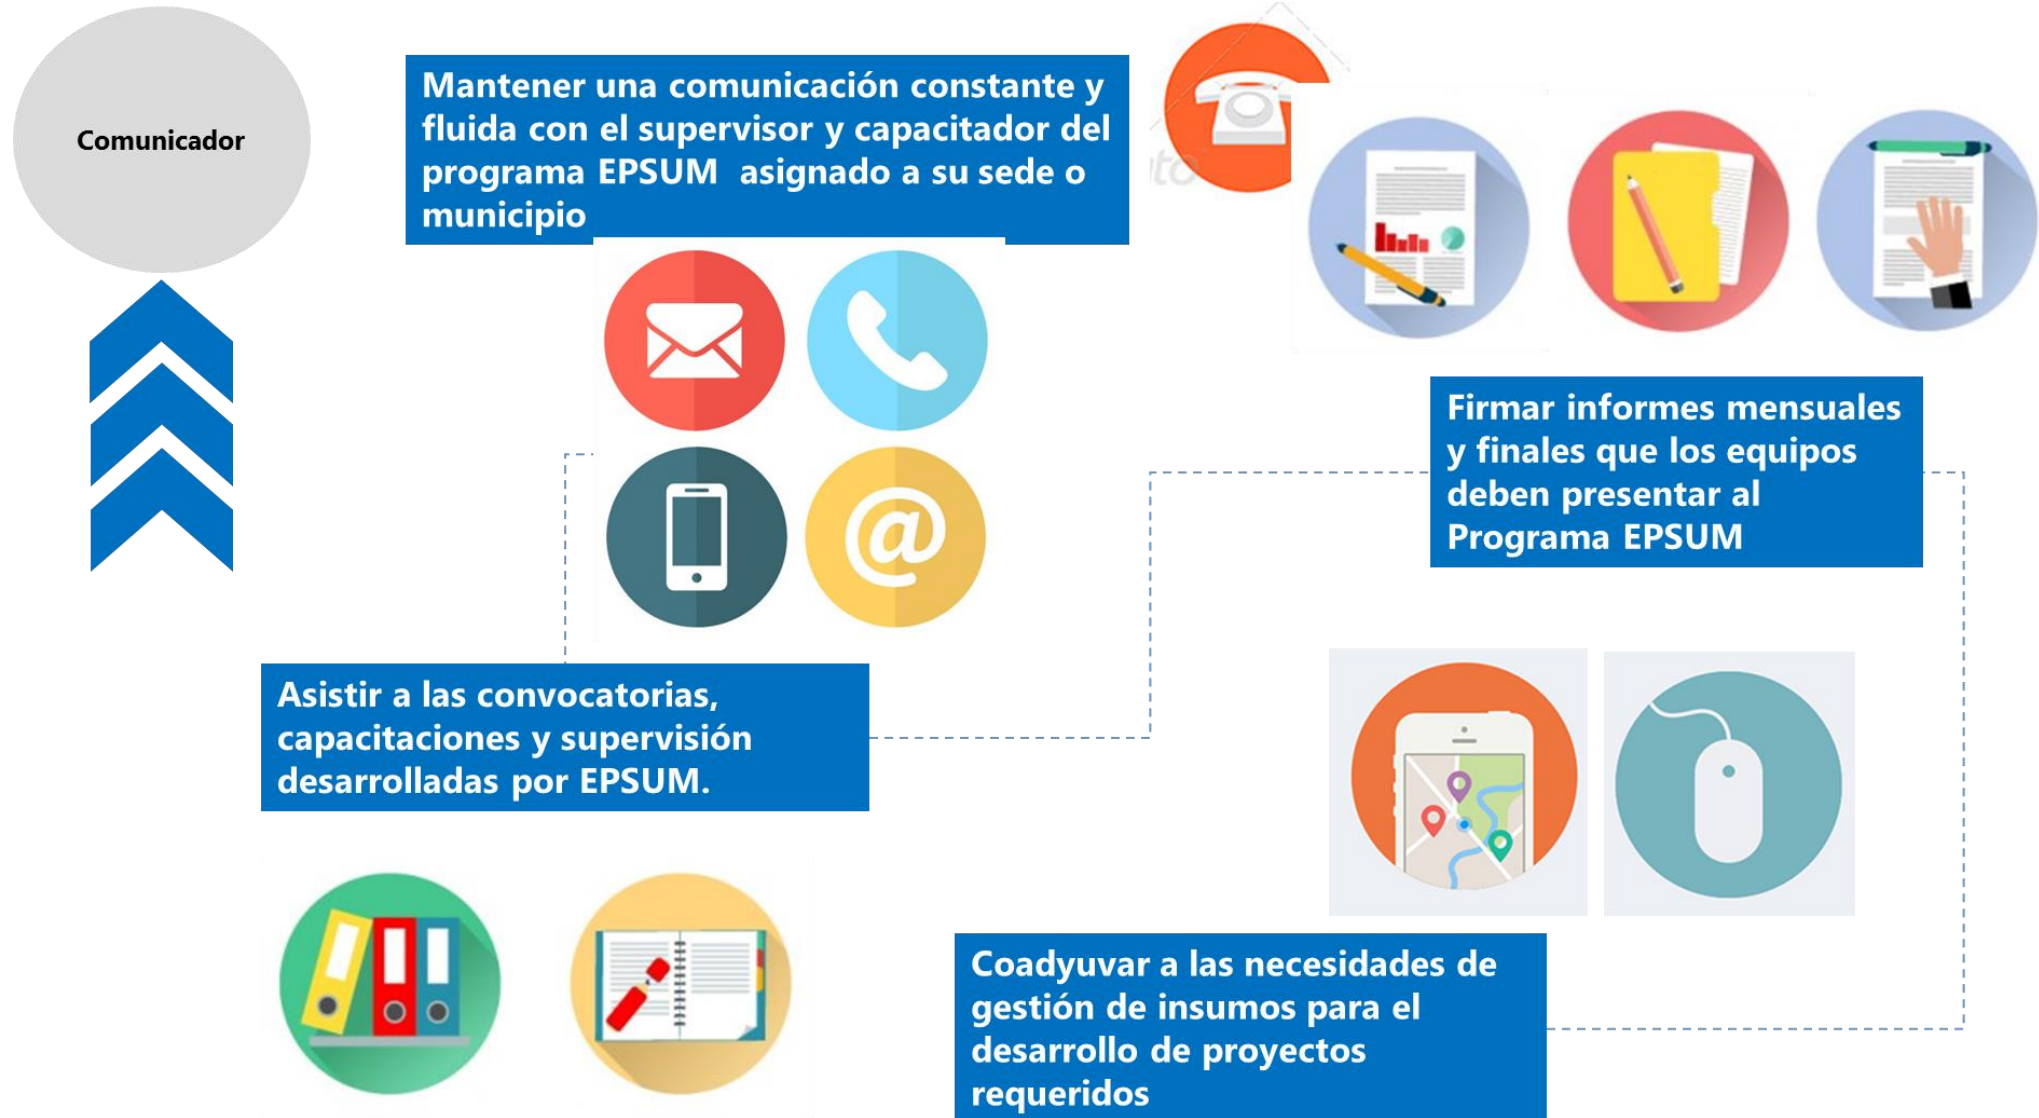 Comunicador
Mantener una comunicación constante y
fluida con el supervisor y capacitador del
programa EPSUM asignado a su sede o
municipio
Firmar informes mensuales
y finales que los equipos
deben presentar al
Programa EPSUM
Asistir a las convocatorias,
capacitaciones y supervisión
desarrolladas por EPSUM.
Coadyuvar a las necesidades de
gestión de insumos para el
desarrollo de proyectos
requeridos